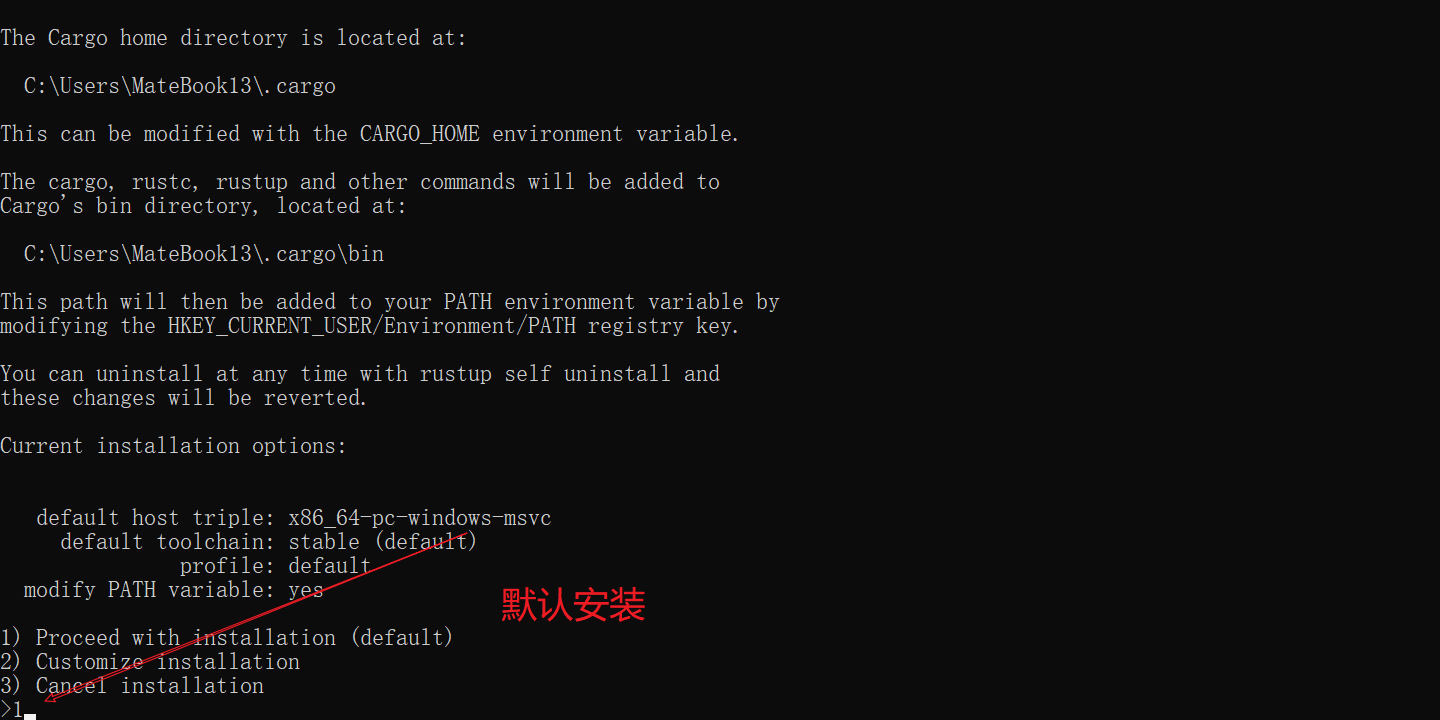 The Cargo home directory is located at:
C:\Users\MateBook13\.cargo
This can be modified with the CARGO_HOME environment variable.
The cargo, rustc, rustup and other commands will be added to
Cargo's bin directory, located at:
C:\Users\MateBook13\.cargo\bin
This path will then be added to your PATH environment variable by
modifying the HKEY_CURRENT_USER/Environment/PATH registry key.
You can uninstall at any time with rustup self uninstall and
these changes will be reverted.
Current installation options:
default host triple: x86_64-pc-windows-msvc
default toolchain: stable (default)
profile: default
modify PATH variable: yes
默认安装
1) Proceed with installation (default)
2) Customize installation
3) Cancel installation
>1